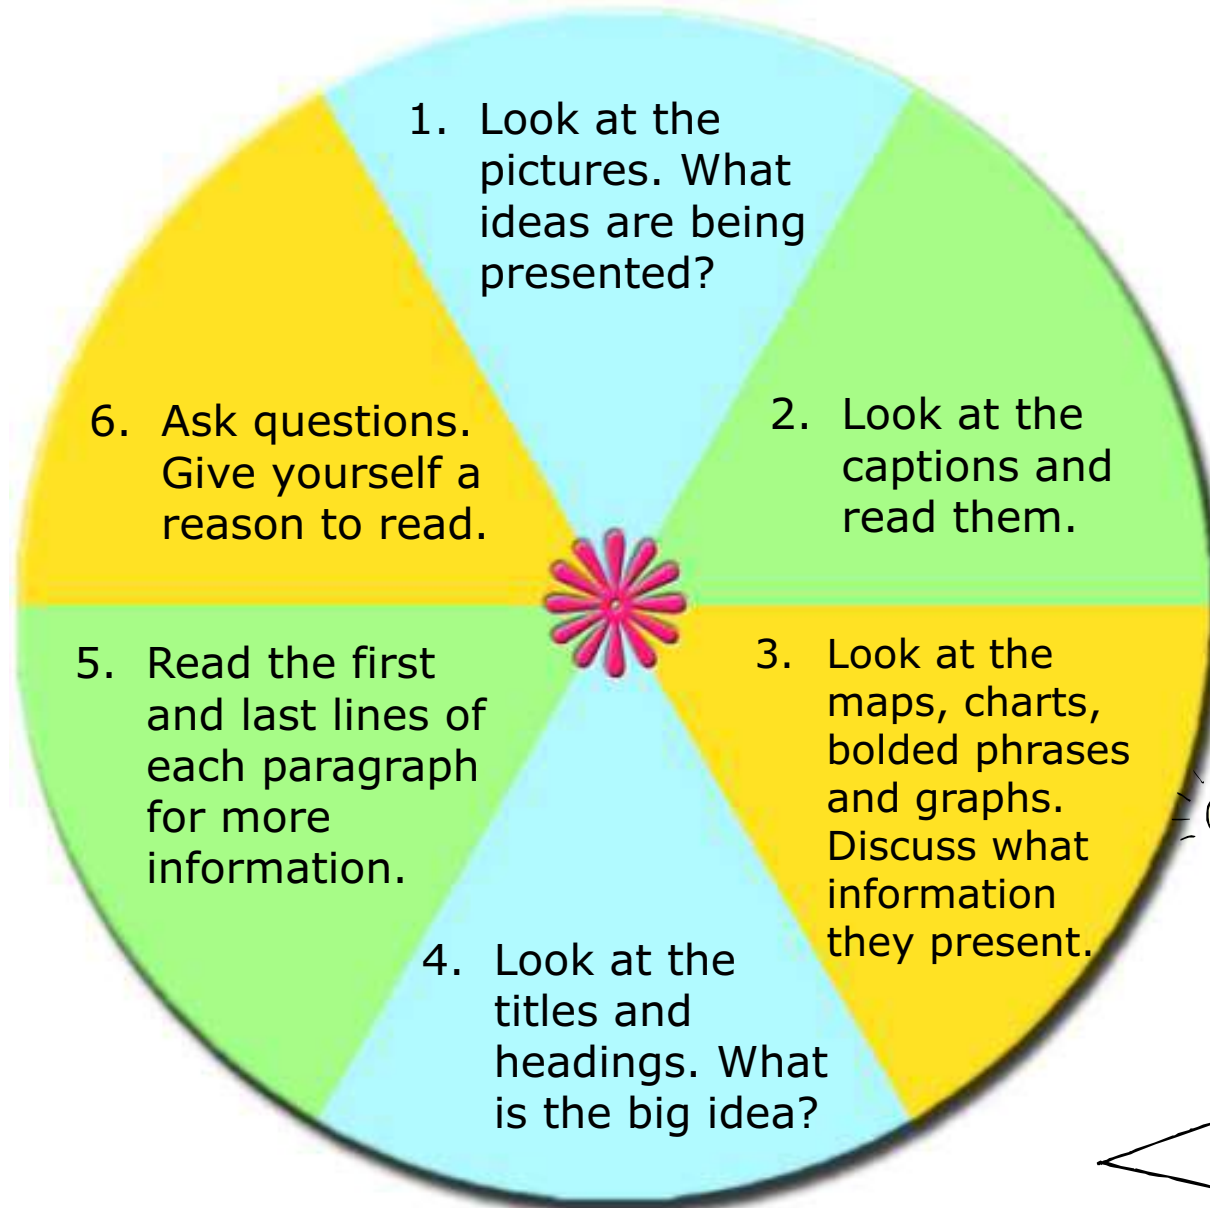 1. Look at the
pictures. What
ideas are being
presented?
2. Look at the
captions and
read them.
3. Look at the
maps, charts,
bolded phrases
and graphs.
Discuss what
information
they present.
4. Look at the
titles and
headings. What
is the big idea?
5. Read the first
and last lines of
each paragraph
for more
information.
6. Ask questions.
Give yourself a
reason to read.